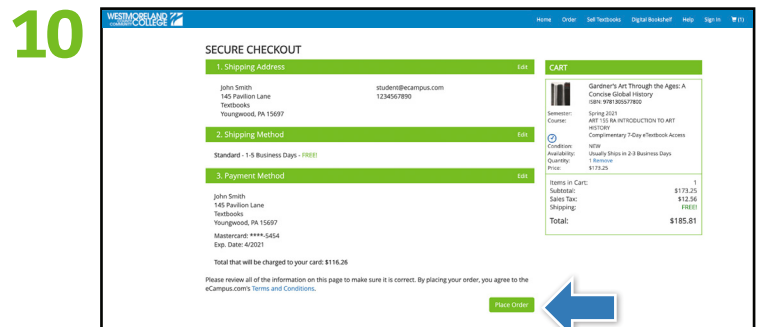 10
WESTMORELAND
COUNTY COMMUNITY COLLEGE
Home Order Sell Textbooks Digital Bookshelf Help Sign in (1)
SECURE CHECKOUT
1. Shipping Address Edit
John Smith student@ecampus.com
145 Pavilion Lane 1234567890
Textbooks
Youngwood, PA 15697
2. Shipping Method Edit
Standard - 1-5 Business Days - FREE!
3. Payment Method Edit
John Smith
145 Pavilion Lane
Textbooks
Youngwood, PA 15697
Mastercard: ****-5454
Exp. Date: 4/2021
Total that will be charged to your card: $116.26
Please review all of the information on this page to make sure it is correct. By placing your order, you agree to the
eCampus.com's Terms and Conditions.
Place Order
CART
Gardner's Art Through the Ages: A
Concise Global History
ISBN: 9781305577800
Semester: Spring 2021
Course: ART 155 RA INTRODUCTION TO ART
HISTORY
Complimentary 7-Day eTextbook Access
Condition: NEW
Availability: Usually Ships in 2-3 Business Days
Quantity: 1 Remove
Price: $173.25
Items in Cart: 1
Subtotal: $173.25
Sales Tax: $12.56
Shipping: FREE!
Total: $185.81